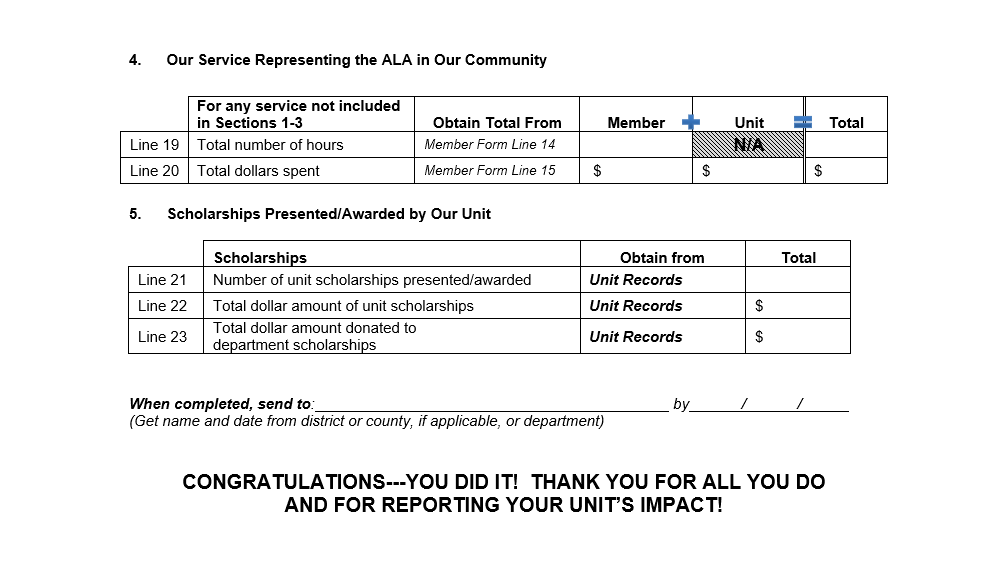 4. Our Service Representing the ALA in Our Community
For any service not included
in Sections 1-3 Obtain Total From Member + Unit = Total
Line 19 Total number of hours Member Form Line 14 N/A
Line 20 Total dollars spent Member Form Line 15 $ $ $
5. Scholarships Presented/Awarded by Our Unit
Scholarships Obtain from Total
Line 21 Number of unit scholarships presented/awarded Unit Records
Line 22 Total dollar amount of unit scholarships Unit Records $
Line 23 Total dollar amount donated to
department scholarships Unit Records $
When completed, send to:____ by____/____/____
(Get name and date from district or county, if applicable, or department)
CONGRATULATIONS---YOU DID IT! THANK YOU FOR ALL YOU DO
AND FOR REPORTING YOUR UNIT’S IMPACT!